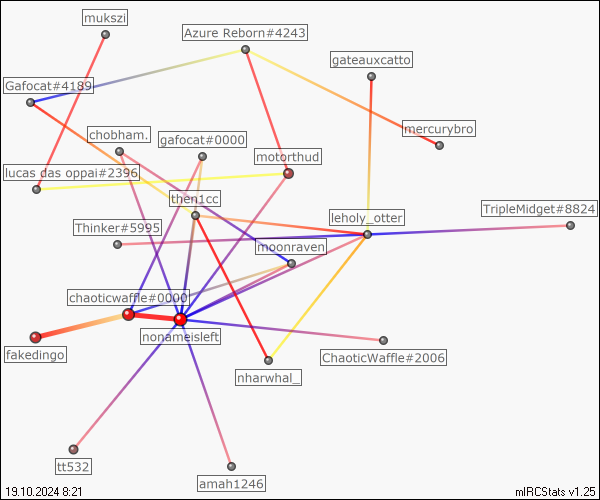 mukszi
Azure Reborn#4243
gateauxcatto
Gafocat#4189
mercurybro
chobham.
gafocat#0000
motorthud
lucas das oppai#2396
then1cc
leholy_otter
TripleMidget#8824
Thinker#5995
moonraven
chaoticwaffle#0000
nonameisleft
fakedingo
ChaoticWaffle#2006
nharwhal_
tt532
amah1246
19.10.2024 8:21
mIRCStats v1.25